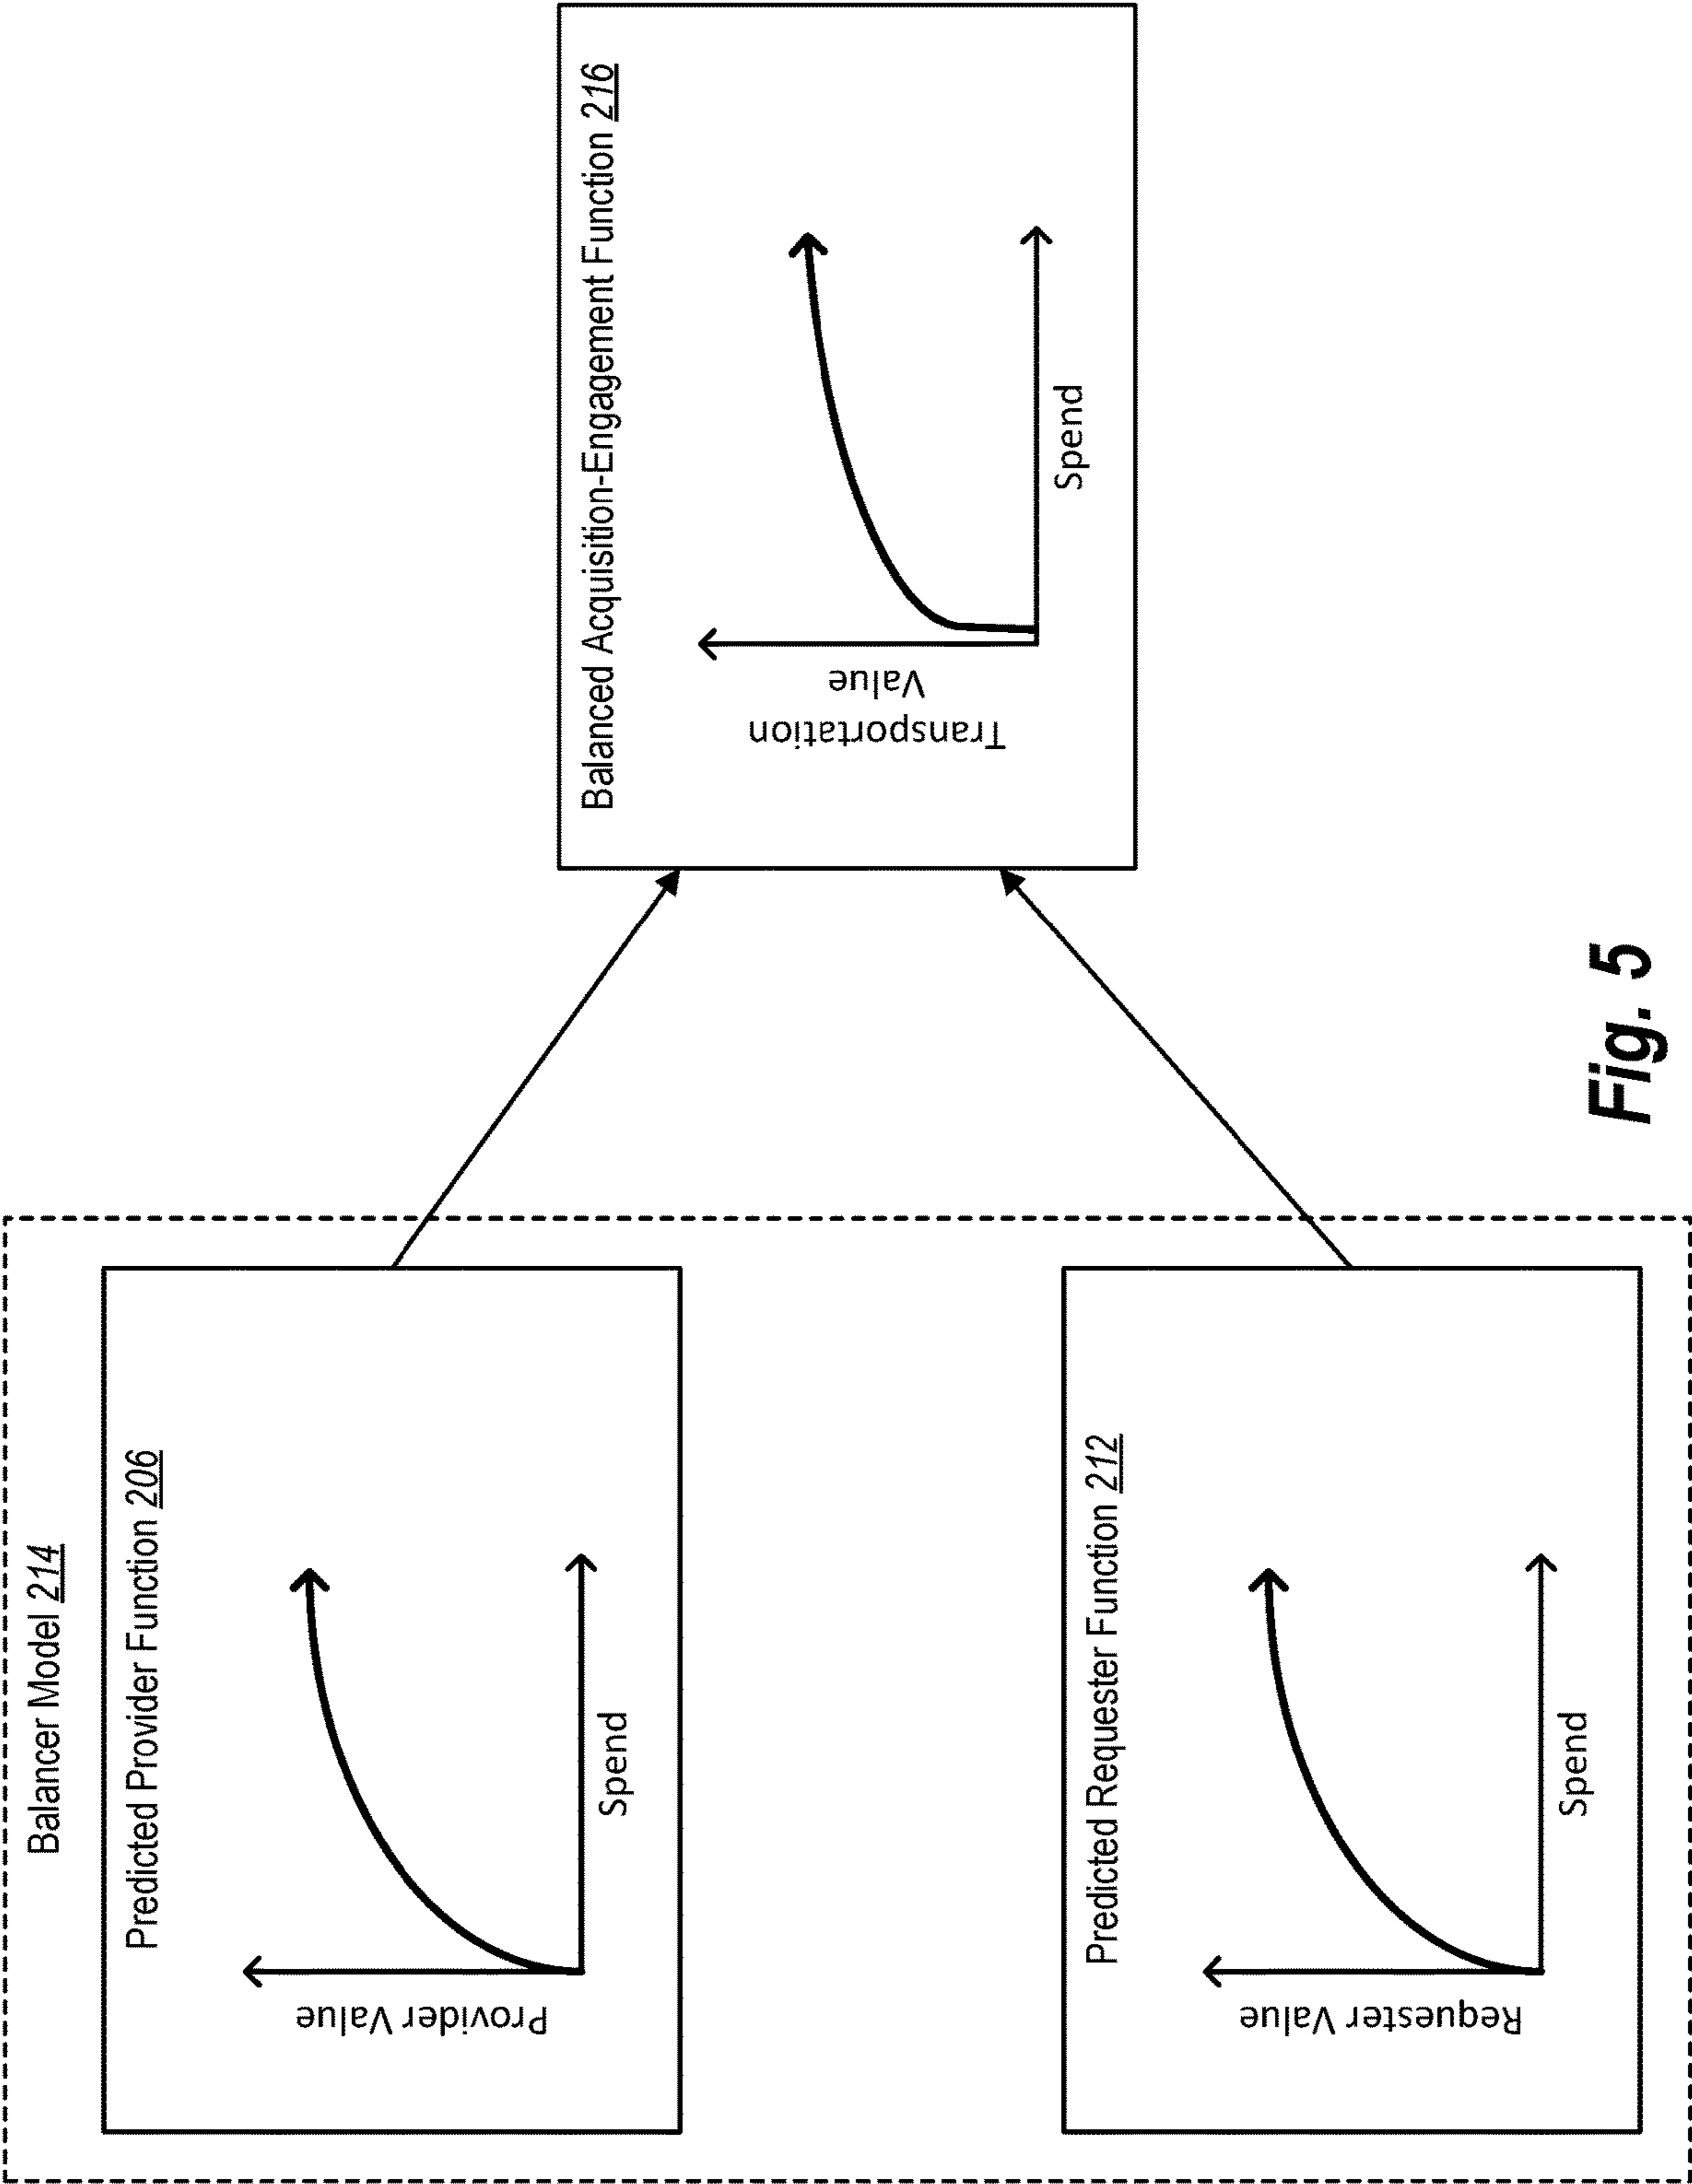 Balancer Model 214
Predicted Provider Function 206
Provider Value
Spend
Predicted Requester Function 212
Requester Value
Spend
Balanced Acquisition-Engagement Function 216
Transportation
Value
Spend
Fig. 5